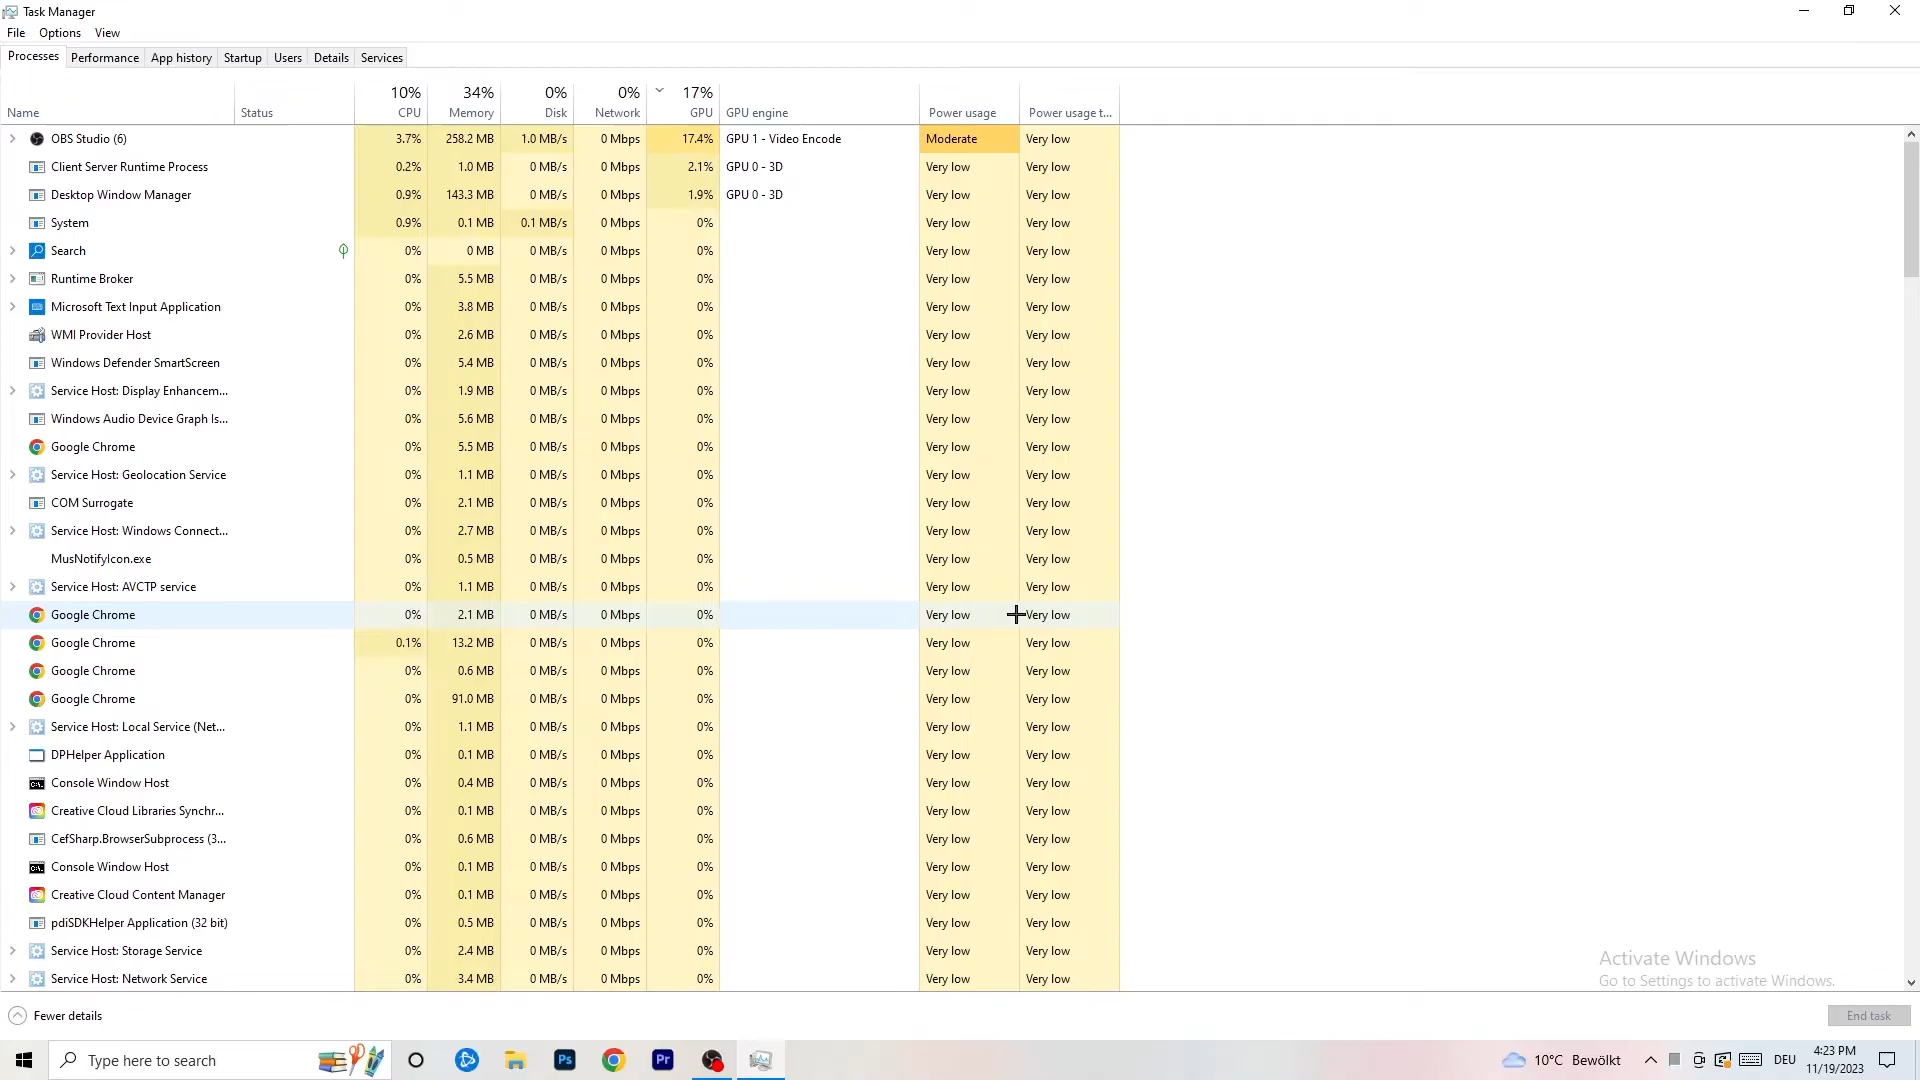 Task Manager
File Options View
Processes Performance App history Startup Users Details Services
10% 34% 0% 0% 17%
Name Status CPU Memory Disk Network GPU GPU engine Power usage Power usage t...
OBS Studio (6) 3.7% 258.2 MB 1.0 MB/s 0 Mbps 17.4% GPU 1 - Video Encode Moderate Very low
Client Server Runtime Process 0.2% 1.0 MB 0 MB/s 0 Mbps 2.1% GPU 0 - 3D Very low Very low
Desktop Window Manager 0.9% 143.3 MB 0 MB/s 0 Mbps 1.9% GPU 0 - 3D Very low Very low
System 0.9% 0.1 MB 0.1 MB/s 0 Mbps 0% Very low Very low
Search 0% 0 MB 0 MB/s 0 Mbps 0% Very low Very low
Runtime Broker 0% 5.5 MB 0 MB/s 0 Mbps 0% Very low Very low
Microsoft Text Input Application 0% 3.8 MB 0 MB/s 0 Mbps 0% Very low Very low
WMI Provider Host 0% 2.6 MB 0 MB/s 0 Mbps 0% Very low Very low
Windows Defender SmartScreen 0% 5.4 MB 0 MB/s 0 Mbps 0% Very low Very low
Service Host: Display Enhancem... 0% 1.9 MB 0 MB/s 0 Mbps 0% Very low Very low
Windows Audio Device Graph Is... 0% 5.6 MB 0 MB/s 0 Mbps 0% Very low Very low
Google Chrome 0% 5.5 MB 0 MB/s 0 Mbps 0% Very low Very low
Service Host: Geolocation Service 0% 1.1 MB 0 MB/s 0 Mbps 0% Very low Very low
COM Surrogate 0% 2.1 MB 0 MB/s 0 Mbps 0% Very low Very low
Service Host: Windows Connect... 0% 2.7 MB 0 MB/s 0 Mbps 0% Very low Very low
MusNotifyIcon.exe 0% 0.5 MB 0 MB/s 0 Mbps 0% Very low Very low
Service Host: AVCTP service 0% 1.1 MB 0 MB/s 0 Mbps 0% Very low Very low
Google Chrome 0% 2.1 MB 0 MB/s 0 Mbps 0% Very low Very low
Google Chrome 0.1% 13.2 MB 0 MB/s 0 Mbps 0% Very low Very low
Google Chrome 0% 0.6 MB 0 MB/s 0 Mbps 0% Very low Very low
Google Chrome 0% 91.0 MB 0 MB/s 0 Mbps 0% Very low Very low
Service Host: Local Service (Net... 0% 1.1 MB 0 MB/s 0 Mbps 0% Very low Very low
DPHelper Application 0% 0.1 MB 0 MB/s 0 Mbps 0% Very low Very low
Console Window Host 0% 0.4 MB 0 MB/s 0 Mbps 0% Very low Very low
Creative Cloud Libraries Synchr... 0% 0.1 MB 0 MB/s 0 Mbps 0% Very low Very low
CefSharp.BrowserSubprocess (3... 0% 0.6 MB 0 MB/s 0 Mbps 0% Very low Very low
Console Window Host 0% 0.1 MB 0 MB/s 0 Mbps 0% Very low Very low
Creative Cloud Content Manager 0% 0.1 MB 0 MB/s 0 Mbps 0% Very low Very low
pdiSDKHelper Application (32 bit) 0% 0.5 MB 0 MB/s 0 Mbps 0% Very low Very low
Service Host: Storage Service 0% 2.4 MB 0 MB/s 0 Mbps 0% Very low Very low
Service Host: Network Service 0% 3.4 MB 0 MB/s 0 Mbps 0% Very low Very low
Activate Windows
Go to Settings to activate Windows.
Fewer details End task
Type here to search Ps Pr 10°C Bewölkt DEU 4:23 PM
11/19/2023